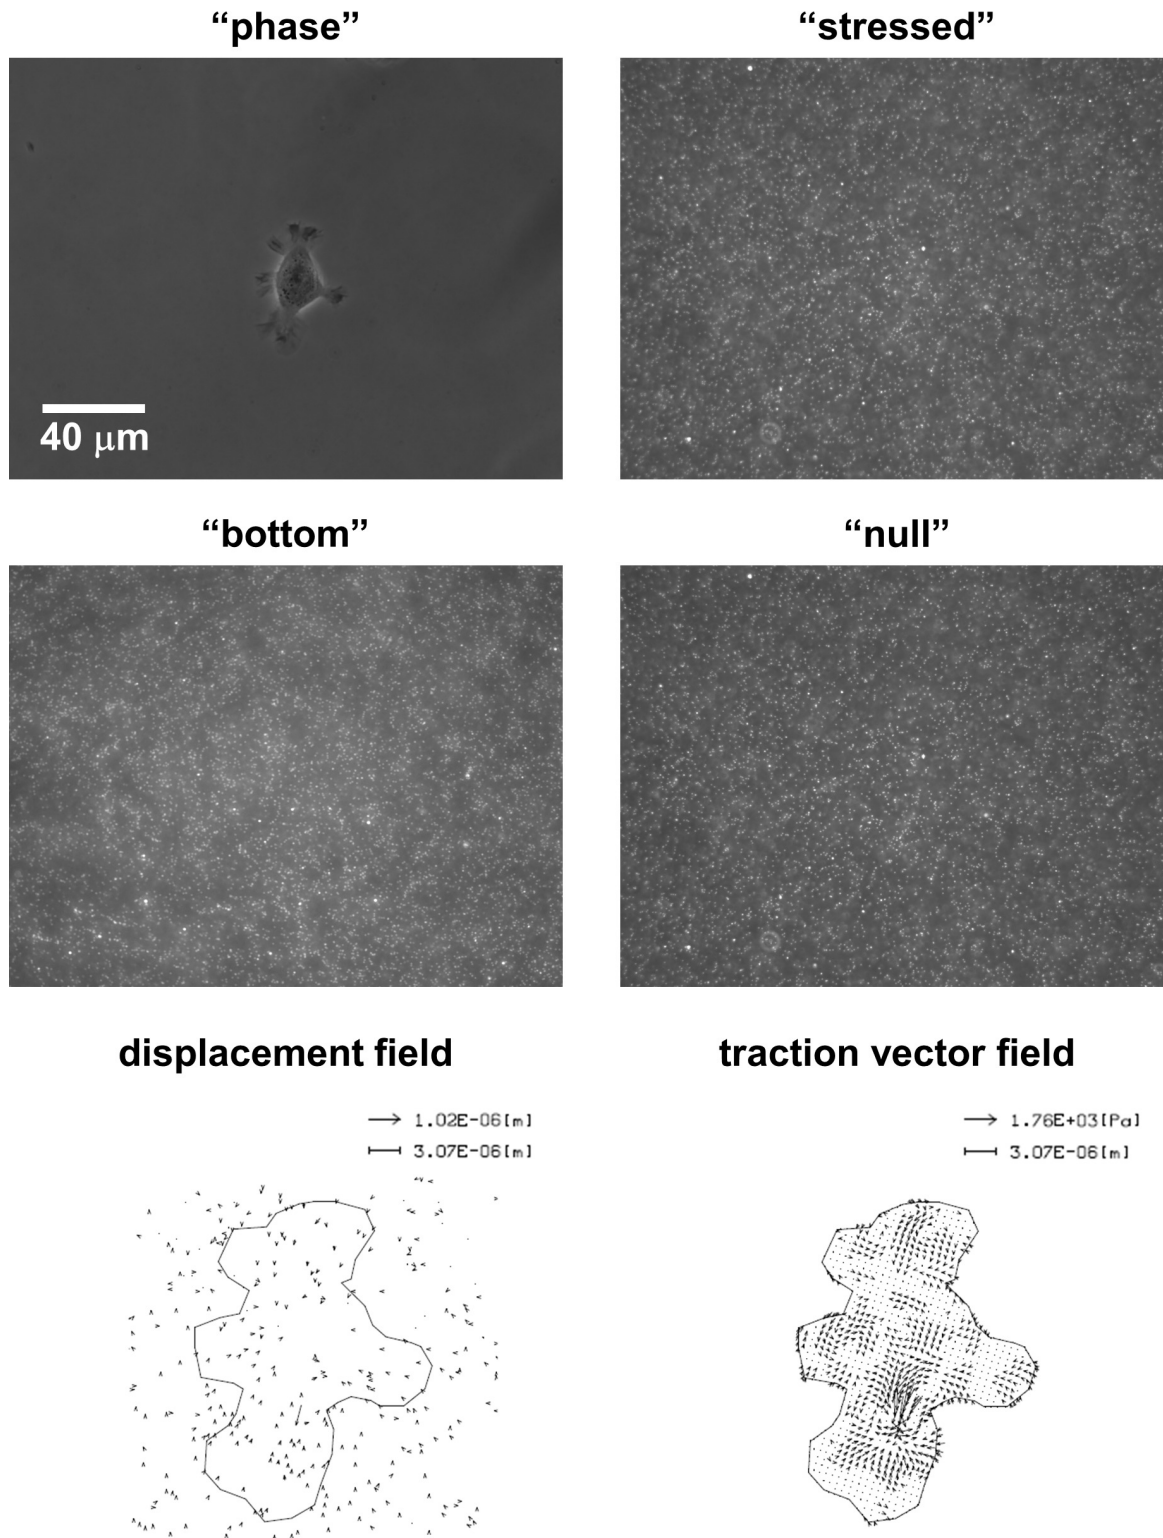 “phase”
“stressed”
40 μm
“bottom”
“null”
displacement field
traction vector field
1.02E-06[m]
3.07E-06[m]
1.76E+03[Pa]
3.07E-06[m]